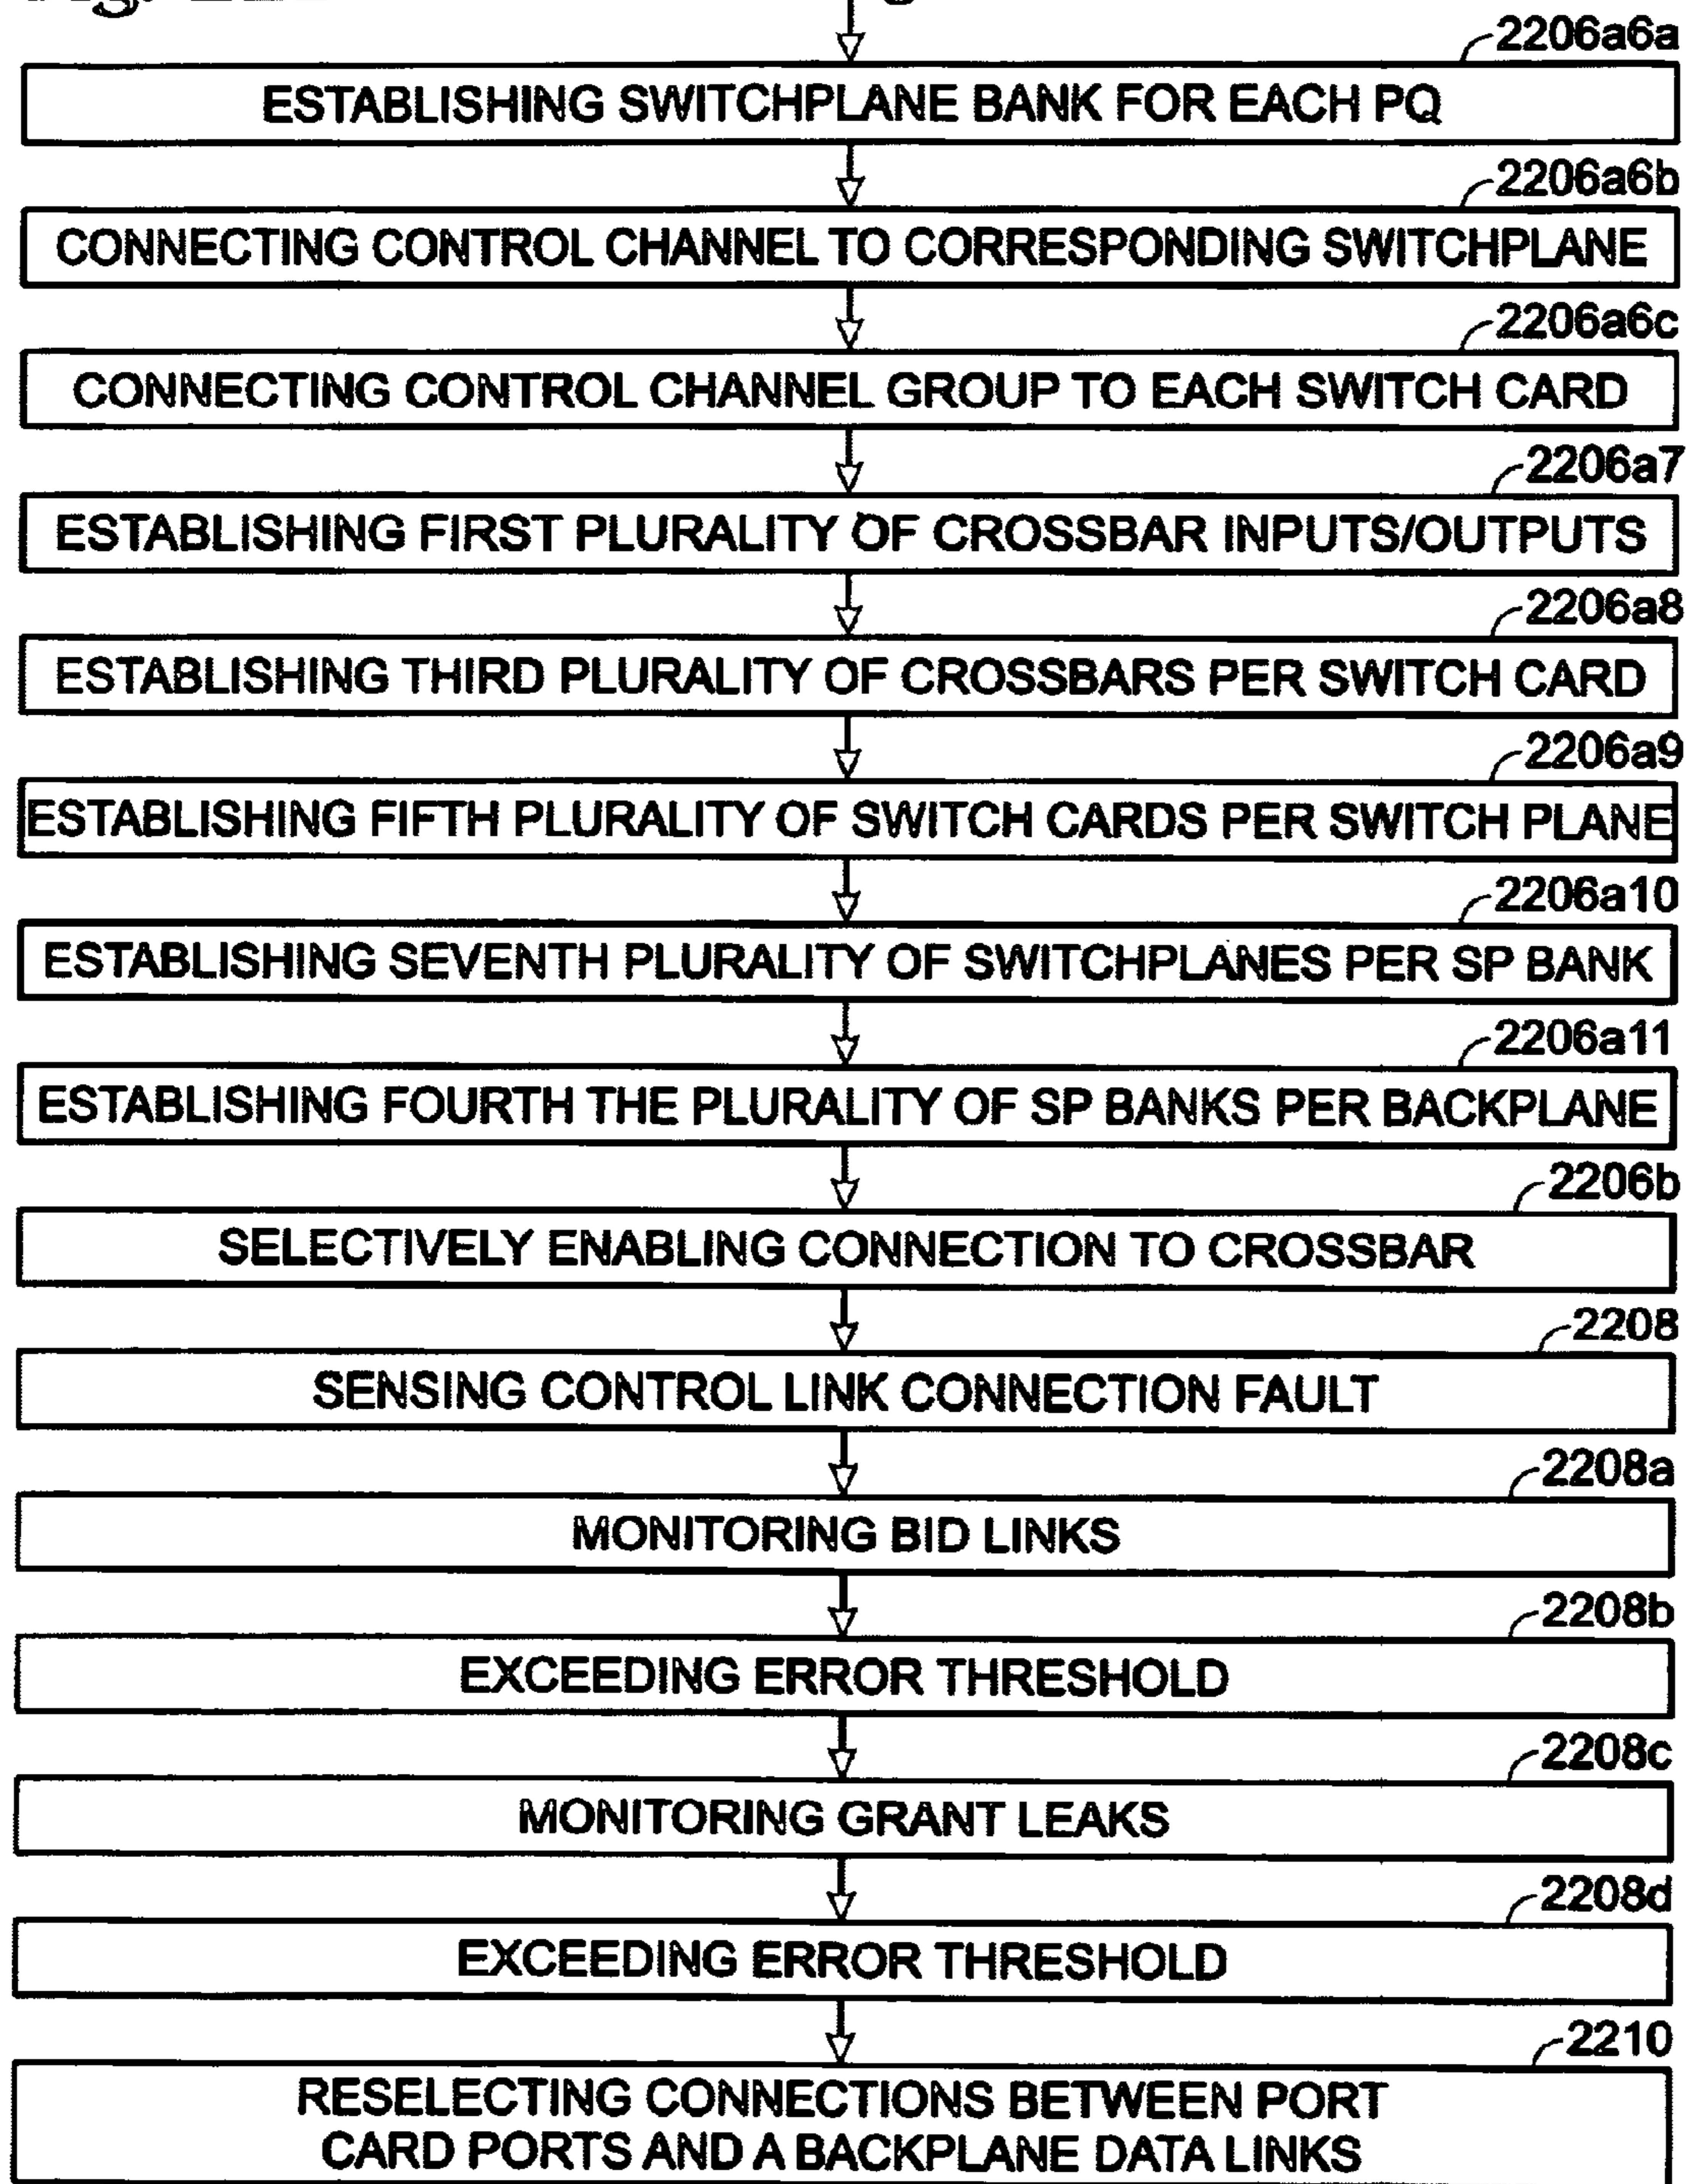 2206a6a
ESTABLISHING SWITCHPLANE BANK FOR EACH PQ
2206a6b
CONNECTING CONTROL CHANNEL TO CORRESPONDING SWITCHPLANE
2206a6c
CONNECTING CONTROL CHANNEL GROUP TO EACH SWITCH CARD
2206a7
ESTABLISHING FIRST PLURALITY OF CROSSBAR INPUTS/OUTPUTS
2206a8
ESTABLISHING THIRD PLURALITY OF CROSSBARS PER SWITCH CARD
2206a9
ESTABLISHING FIFTH PLURALITY OF SWITCH CARDS PER SWITCH PLANE
2206a10
ESTABLISHING SEVENTH PLURALITY OF SWITCHPLANES PER SP BANK
2206a11
ESTABLISHING FOURTH THE PLURALITY OF SP BANKS PER BACKPLANE
2206b
SELECTIVELY ENABLING CONNECTION TO CROSSBAR
2208
SENSING CONTROL LINK CONNECTION FAULT
2208a
MONITORING BID LINKS
2208b
EXCEEDING ERROR THRESHOLD
2208c
MONITORING GRANT LEAKS
2208d
EXCEEDING ERROR THRESHOLD
2210
RESELECTING CONNECTIONS BETWEEN PORT
CARD PORTS AND A BACKPLANE DATA LINKS